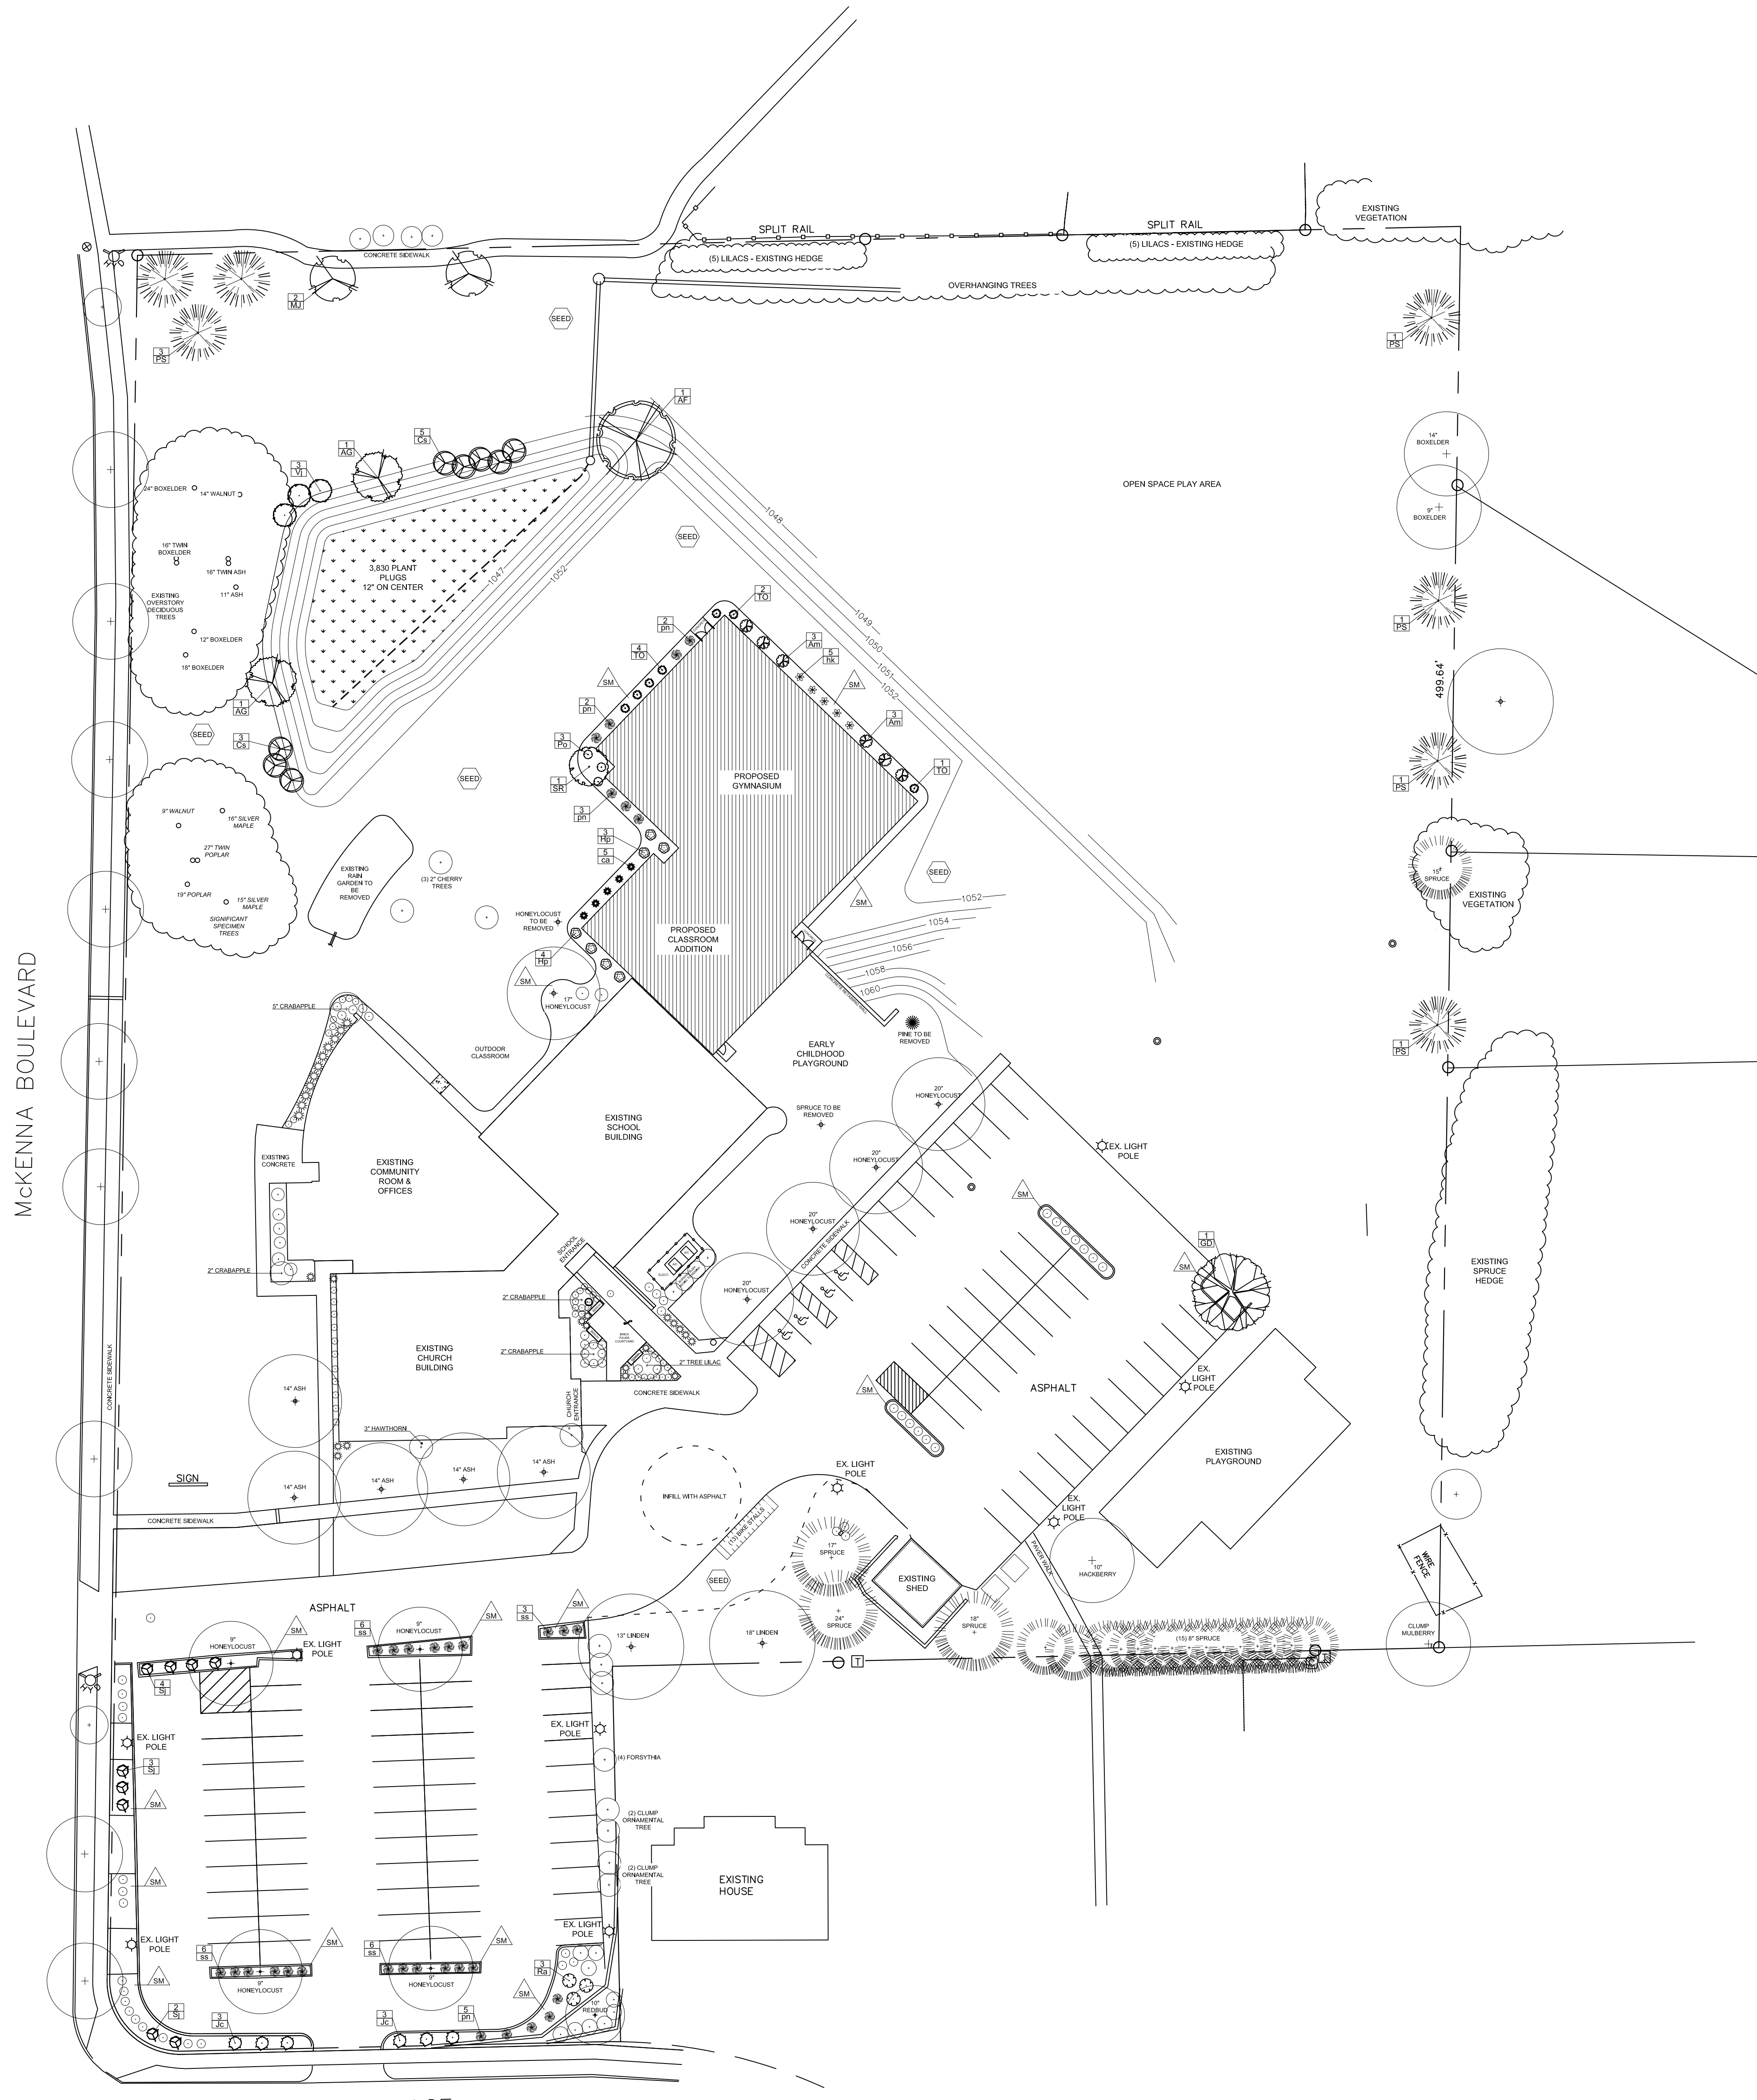 SPLIT RAIL
SPLIT RAIL
EXISTING
VEGETATION
(5) LILACS - EXISTING HEDGE
(5) LILACS - EXISTING HEDGE
CONCRETE SIDEWALK
OVERHANGING TREES
2
MJ
SEED
3
PS
1
PS
1
AF
5
Cs
1
AG
3
Vj
14"
BOXELDER
24" BOXELDER
14" WALNUT
OPEN SPACE PLAY AREA
9"
BOXELDER
1048
SEED
16" TWIN
BOXELDER
16" TWIN ASH
11" ASH
3,830 PLANT
PLUGS
12" ON CENTER
1047
1052
EXISTING
OVERSTORY
DECIDUOUS
TREES
12" BOXELDER
18" BOXELDER
2
TO
1049
1050
1051
1052
2
pn
3
Am
5
hk
4
TO
SM
SM
1
PS
499.64'
1
AG
2
pn
3
Am
SEED
3
Cs
3
Po
1
SR
SEED
PROPOSED
GYMNASIUM
1
TO
1
PS
3
pn
9" WALNUT
16" SILVER
MAPLE
27" TWIN
POPLAR
19" POPLAR
15" SILVER
MAPLE
SIGNIFICANT
SPECIMEN
TREES
EXISTING
RAIN
GARDEN TO
BE
REMOVED
(3) 2" CHERRY
TREES
3
Hp
5
ca
SEED
15"
SPRUCE
EXISTING
VEGETATION
SM
1052
1054
1056
1058
1060
HONEYLOCUST
TO BE
REMOVED
PROPOSED
CLASSROOM
ADDITION
4
Hp
SM
17"
HONEYLOCUST
CONCRETE RETAINING WALL
PINE TO BE
REMOVED
McKENNA BOULEVARD
5" CRABAPPLE
OUTDOOR
CLASSROOM
EARLY
CHILDHOOD
PLAYGROUND
1
PS
20"
HONEYLOCUST
SPRUCE TO BE
REMOVED
EXISTING
SCHOOL
BUILDING
EX. LIGHT
POLE
20"
HONEYLOCUST
EXISTING
CONCRETE
EXISTING
COMMUNITY
ROOM &
OFFICES
SM
20"
HONEYLOCUST
CONCRETE SIDEWALK
SCHOOL
ENTRANCE
1
GD
SM
EXISTING
SPRUCE
HEDGE
2" CRABAPPLE
20"
HONEYLOCUST
2" CRABAPPLE
BRICK
PAVER
COURTYARD
2" CRABAPPLE
2" TREE LILAC
EXISTING
CHURCH
BUILDING
CONCRETE SIDEWALK
CONCRETE SIDEWALK
14" ASH
CHURCH
ENTRANCE
SM
ASPHALT
EX.
LIGHT
POLE
3" HAWTHORN
EXISTING
PLAYGROUND
SIGN
14" ASH
14" ASH
14" ASH
14" ASH
EX. LIGHT
POLE
INFILL WITH ASPHALT
(13) BIKE STALLS
EX.
LIGHT
POLE
CONCRETE SIDEWALK
17"
SPRUCE
PAVER WALK
10"
HACKBERRY
WIRE
FENCE
SEED
EXISTING
SHED
ASPHALT
3
ss
SM
SM
SM
6
ss
9"
HONEYLOCUST
9"
HONEYLOCUST
EX. LIGHT
POLE
13" LINDEN
18" LINDEN
24"
SPRUCE
18"
SPRUCE
(15) 8" SPRUCE
CLUMP
MULBERRY
T
4
Sj
EX. LIGHT
POLE
EX. LIGHT
POLE
3
Sj
SM
(4) FORSYTHIA
(2) CLUMP
ORNAMENTAL
TREE
(2) CLUMP
ORNAMENTAL
TREE
EXISTING
HOUSE
SM
EX. LIGHT
POLE
EX. LIGHT
POLE
6
ss
SM
6
ss
SM
9"
HONEYLOCUST
9"
HONEYLOCUST
3
Ra
SM
SM
10"
REDBUD
2
Sj
3
Jc
3
Jc
5
pn